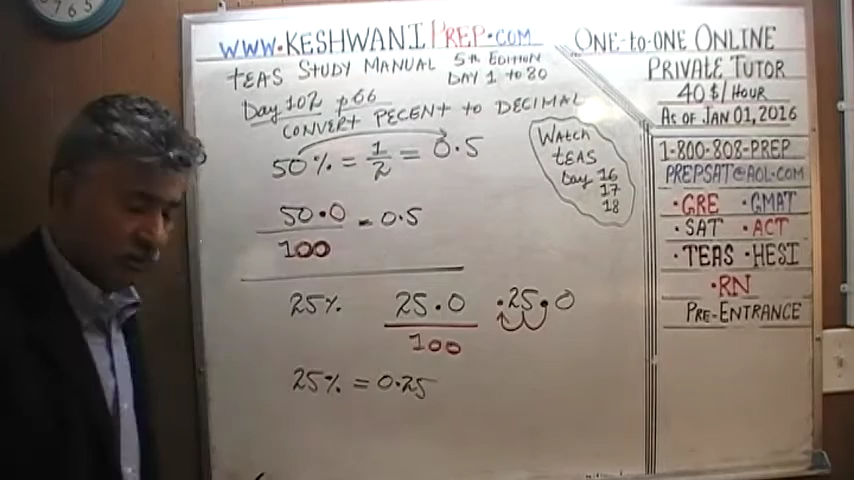 www.KESHWANIPREP.COM
TEAS STUDY MANUAL 5th EDITION
DAY 1 to 80
Day 102 p66
CONVERT PECENT to DECIMAL
50% = 1/2 = 0.5
50.0/100 = 0.5
25% 25.0/100 .25.0
25% = 0.25
WATCH
TEAS
Day 16
17
18
ONE-to-ONE ONLINE
PRIVATE TUTOR
40$/HOUR
AS OF JAN 01, 2016
1-800-808-PREP
PREPSAT@AOL.COM
•GRE •GMAT
•SAT •ACT
•TEAS •HESI
•RN
PRE-ENTRANCE